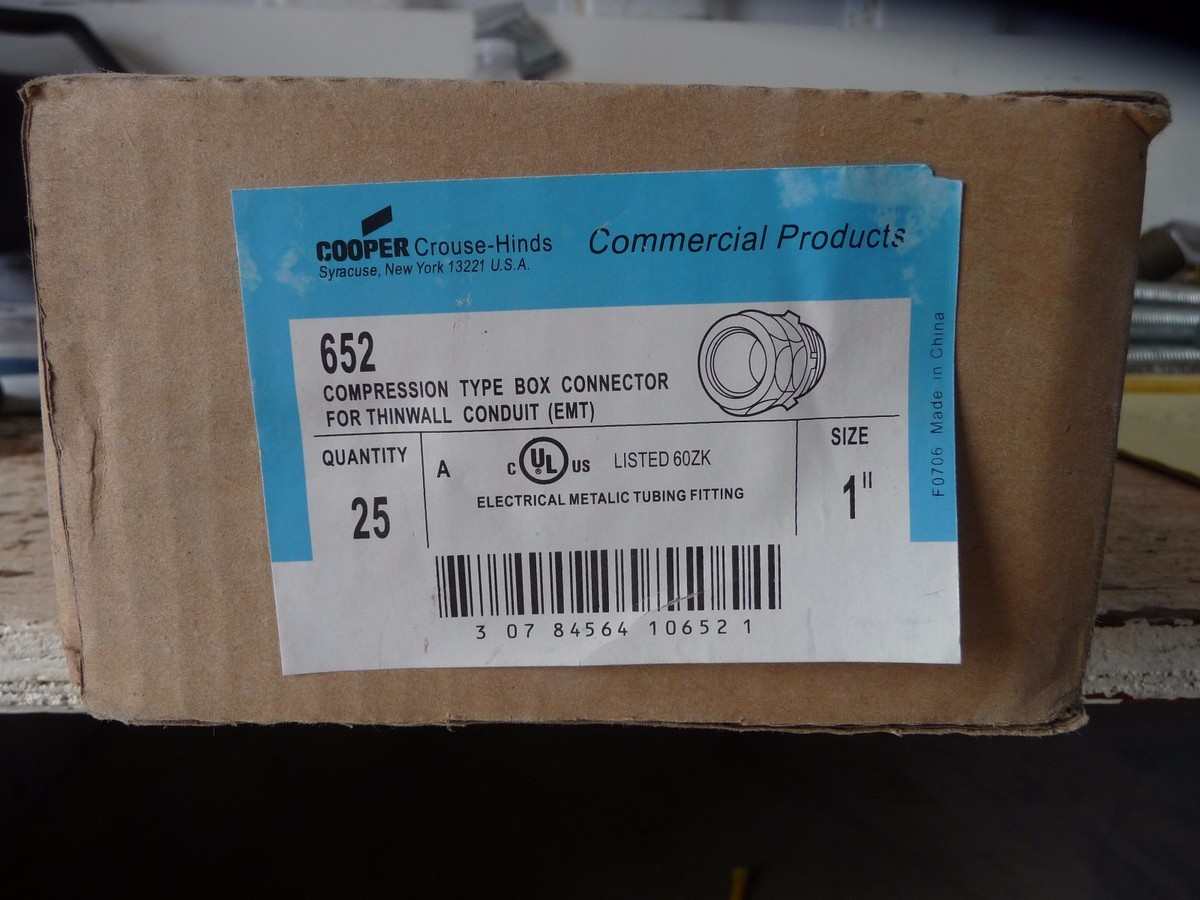 COOPER Crouse-Hinds
Syracuse, New York 13221 U.S.A.
Commercial Products
652
COMPRESSION TYPE BOX CONNECTOR
FOR THINWALL CONDUIT (EMT)
QUANTITY
25
A
C UL ® US LISTED 60ZK
ELECTRICAL METALIC TUBING FITTING
SIZE
1"
3 07 84564 10652 1
F0706 Made in China